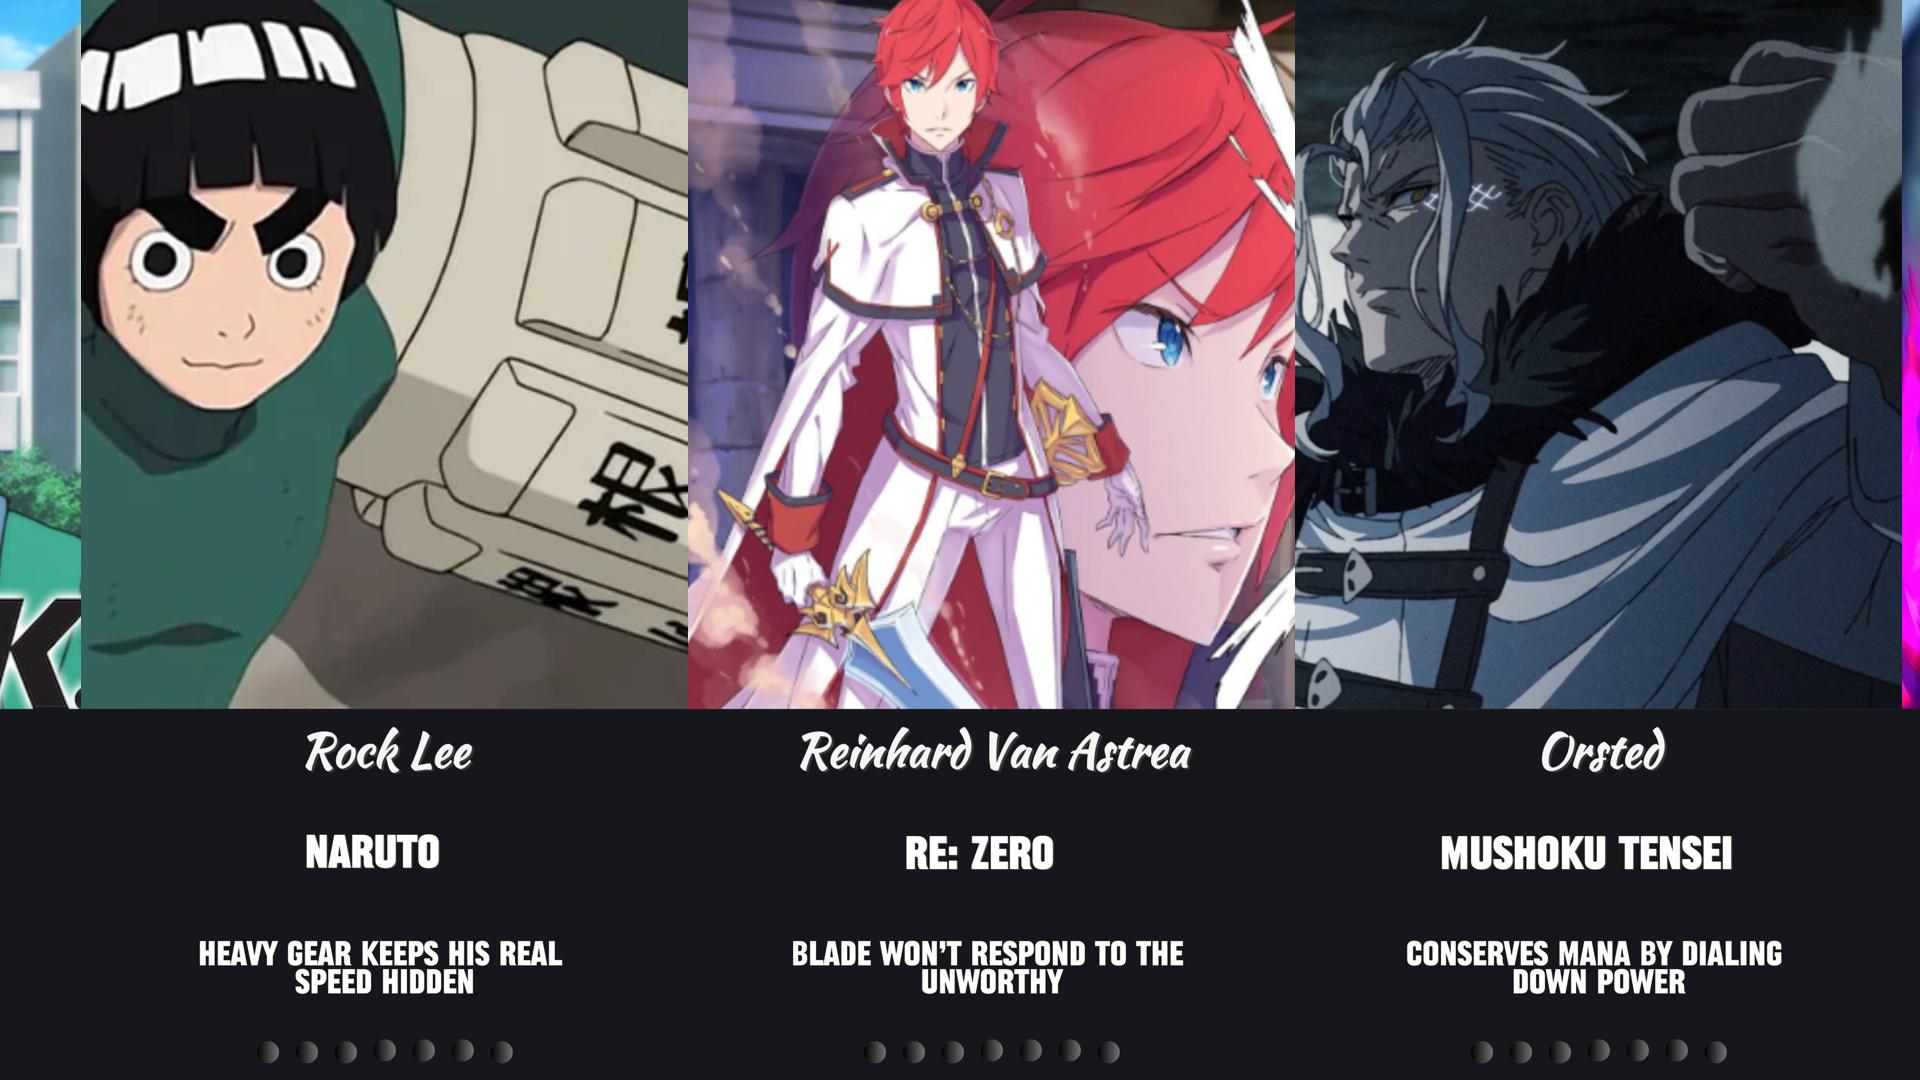 K
根
Rock Lee
Reinhard Van Astrea
Orsted
NARUTO
RE: ZERO
MUSHOKU TENSEI
HEAVY GEAR KEEPS HIS REAL
SPEED HIDDEN
BLADE WON'T RESPOND TO THE
UNWORTHY
CONSERVES MANA BY DIALING
DOWN POWER